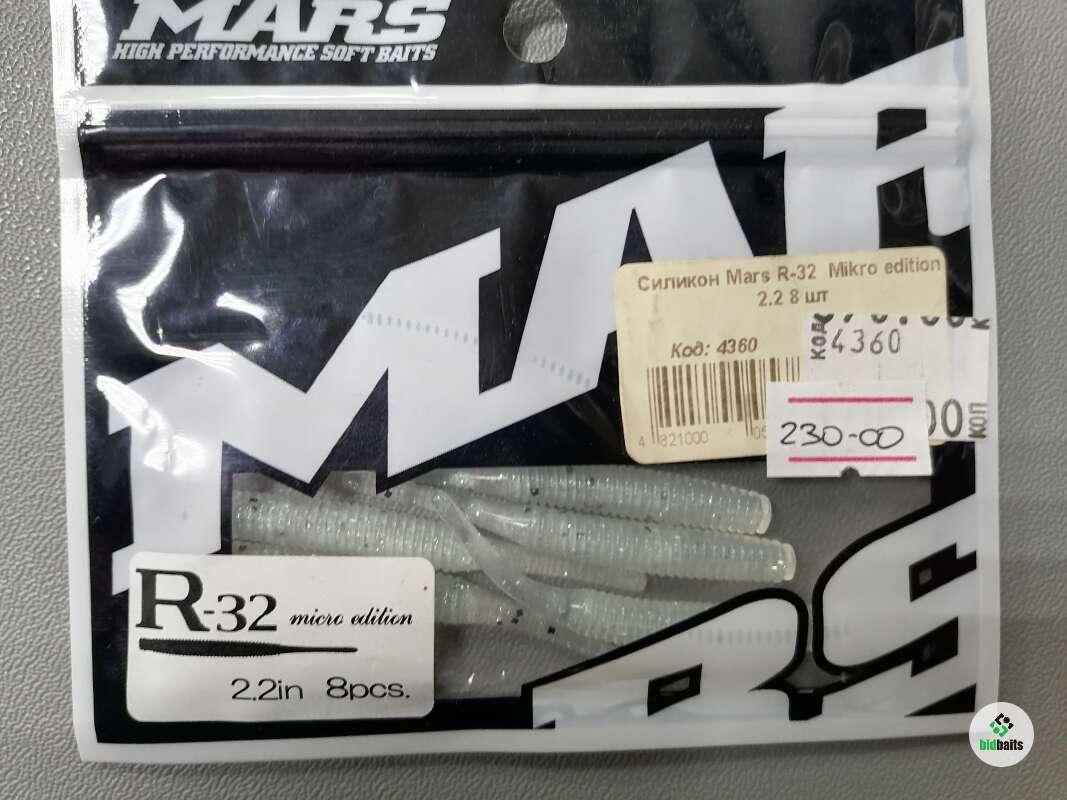 MARS
HIGH PERFORMANCE SOFT BAITS
MARS
Силикон Mars R-32 Mikro edition
2.2 8 шт
Код: 4360
код 4360
4 821000
00 коп
230-00
R-32 micro edition
2.2in 8pcs.
bidbaits